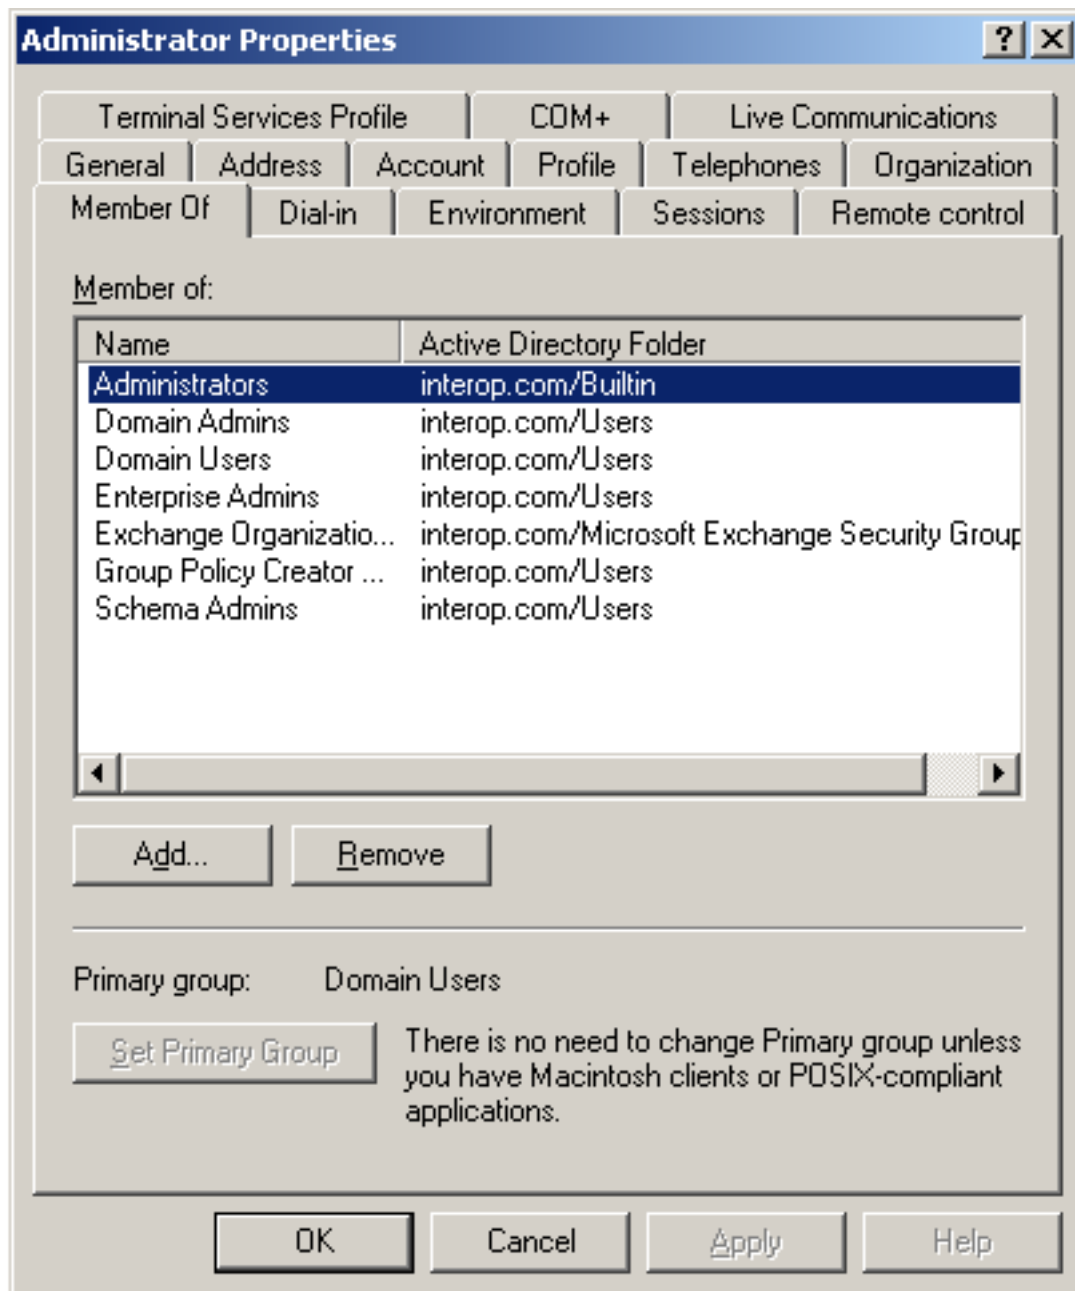 Administrator Properties
Terminal Services Profile COM+ Live Communications
General Address Account Profile Telephones Organization
Member Of Dial-in Environment Sessions Remote control
Member of:
Name Active Directory Folder
Administrators interop.com/Builtin
Domain Admins interop.com/Users
Domain Users interop.com/Users
Enterprise Admins interop.com/Users
Exchange Organizatio... interop.com/Microsoft Exchange Security Group
Group Policy Creator ... interop.com/Users
Schema Admins interop.com/Users
Add... Remove
Primary group: Domain Users
Set Primary Group
There is no need to change Primary group unless
you have Macintosh clients or POSIX-compliant
applications.
OK Cancel Apply Help